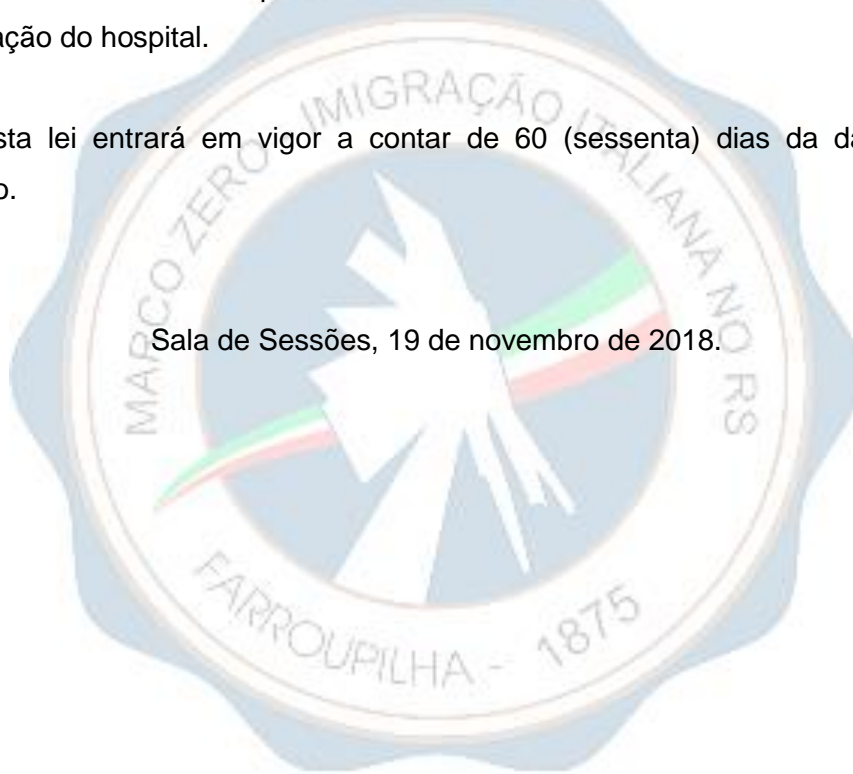 ação do hospital.
sta lei entrará em vigor a contar de 60 (sessenta) dias da da
o.
Sala de Sessões, 19 de novembro de 2018.
MARCO ZERO - IMIGRAÇÃO ITALIANA NO RS
FARROUPILHA - 1875